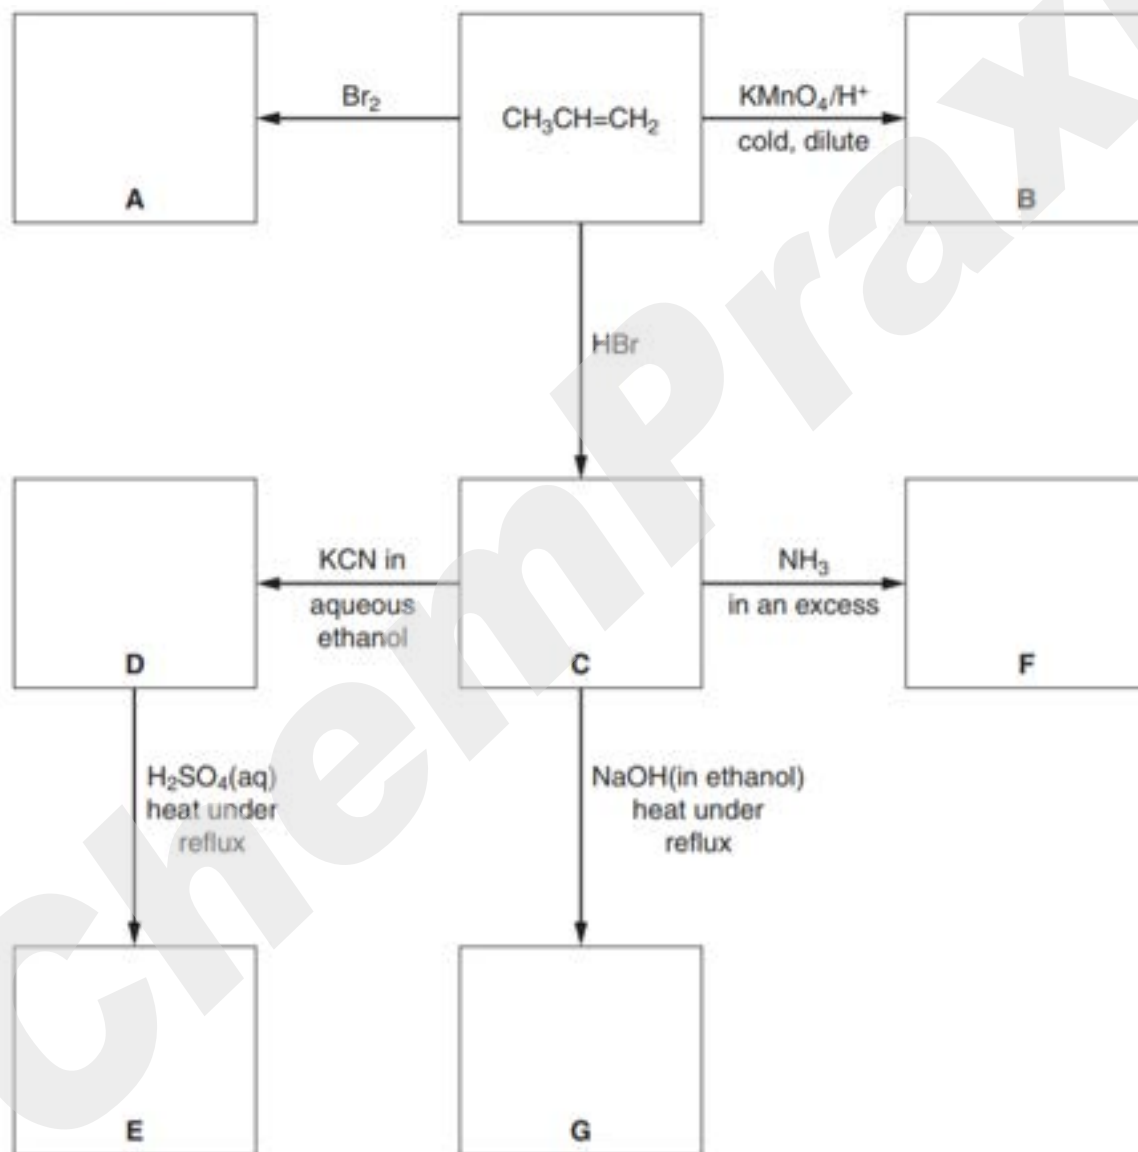 Br₂
CH₃CH=CH₂
KMnO₄/H⁺
cold, dilute
A
B
HBr
KCN in
aqueous
ethanol
NH₃
in an excess
D
C
F
H₂SO₄(aq)
heat under
reflux
NaOH(in ethanol)
heat under
reflux
E
G
ChemPrax